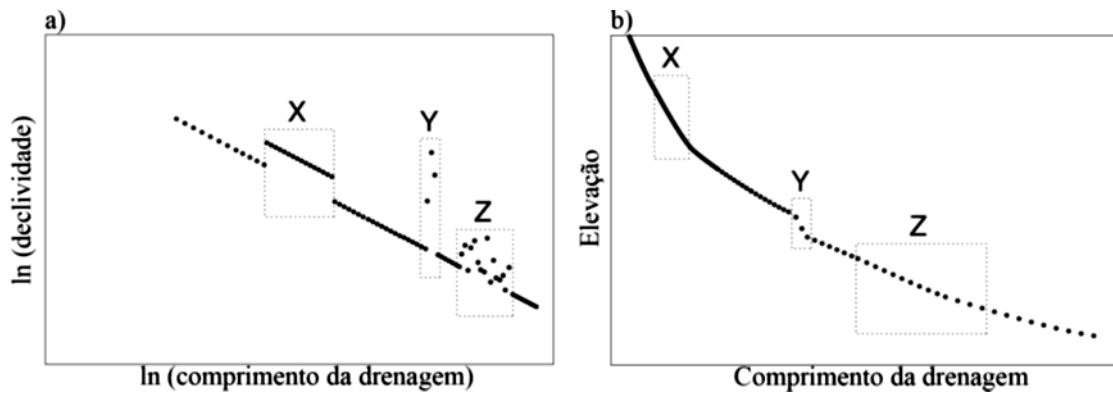 a)
X
Y
Z
ln (declividade)
ln (comprimento da drenagem)
b)
X
Y
Z
Elevação
Comprimento da drenagem